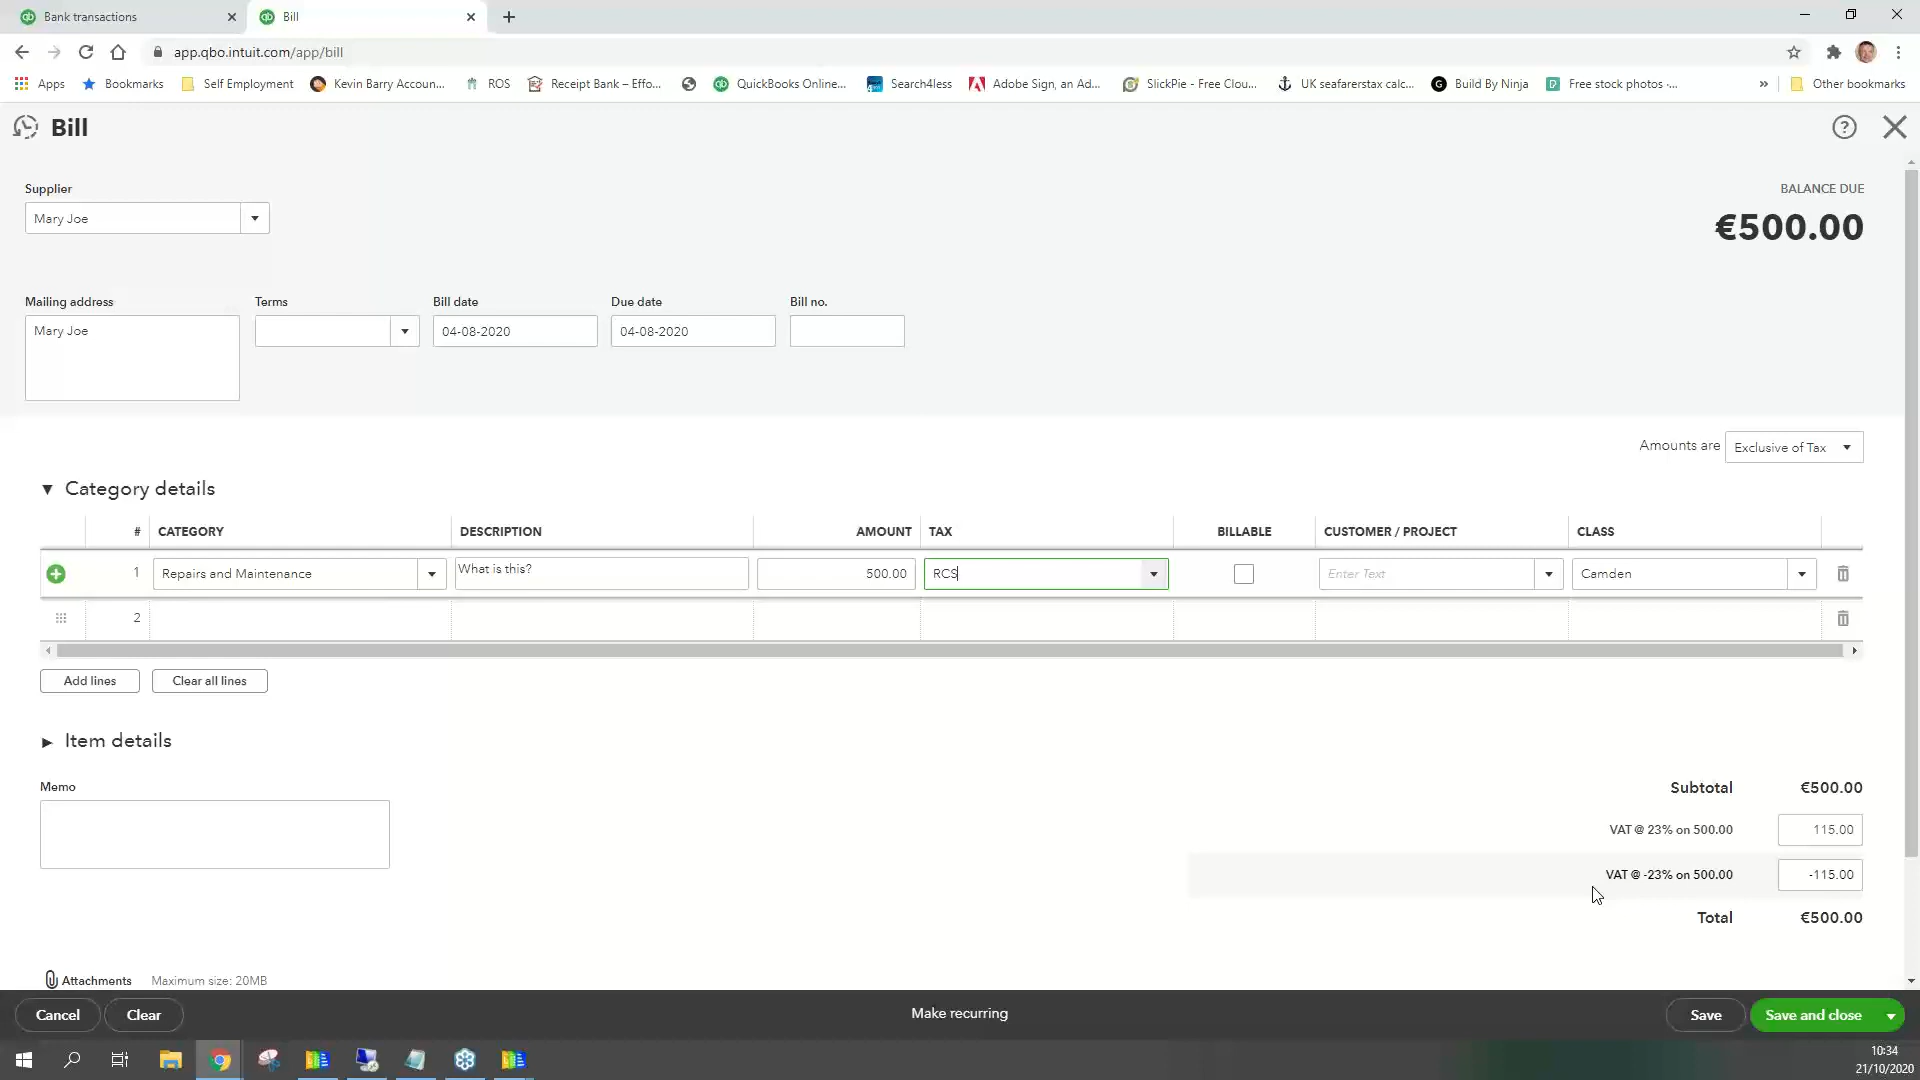 Bank transactions
Bill
app.qbo.intuit.com/app/bill
Apps Bookmarks Self Employment Kevin Barry Accoun... ROS Receipt Bank – Effo... QuickBooks Online... Search4less Adobe Sign, an Ad... SlickPie - Free Clou... UK seafarerstax calc... Build By Ninja Free stock photos -... » Other bookmarks
Bill
Supplier
BALANCE DUE
Mary Joe
€500.00
Mailing address Terms Bill date Due date Bill no.
Mary Joe 04-08-2020 04-08-2020
Amounts are Exclusive of Tax
Category details
# CATEGORY DESCRIPTION AMOUNT TAX BILLABLE CUSTOMER / PROJECT CLASS
1 Repairs and Maintenance What is this? 500.00 RCS Enter Text Camden
2
Add lines Clear all lines
Item details
Memo
Subtotal €500.00
VAT @ 23% on 500.00 115.00
VAT @ -23% on 500.00 -115.00
Total €500.00
Attachments Maximum size: 20MB
Cancel Clear Make recurring Save Save and close
10:34
21/10/2020